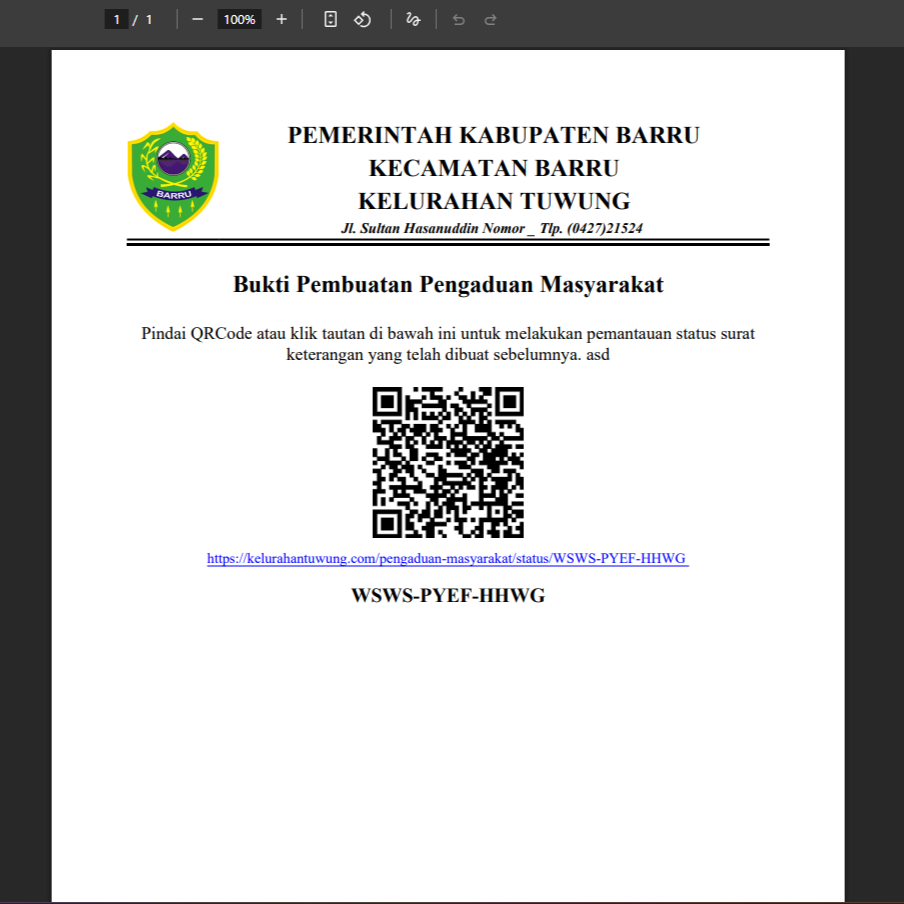 1 / 1 100%
PEMERINTAH KABUPATEN BARRU
KECAMATAN BARRU
KELURAHAN TUWUNG
Jl. Sultan Hasanuddin Nomor _ Tlp. (0427)21524
BARRU
Bukti Pembuatan Pengaduan Masyarakat
Pindai QRCode atau klik tautan di bawah ini untuk melakukan pemantauan status surat
keterangan yang telah dibuat sebelumnya. asd
https://kelurahantuwung.com/pengaduan-masyarakat/status/WSWS-PYEF-HHWG
WSWS-PYEF-HHWG